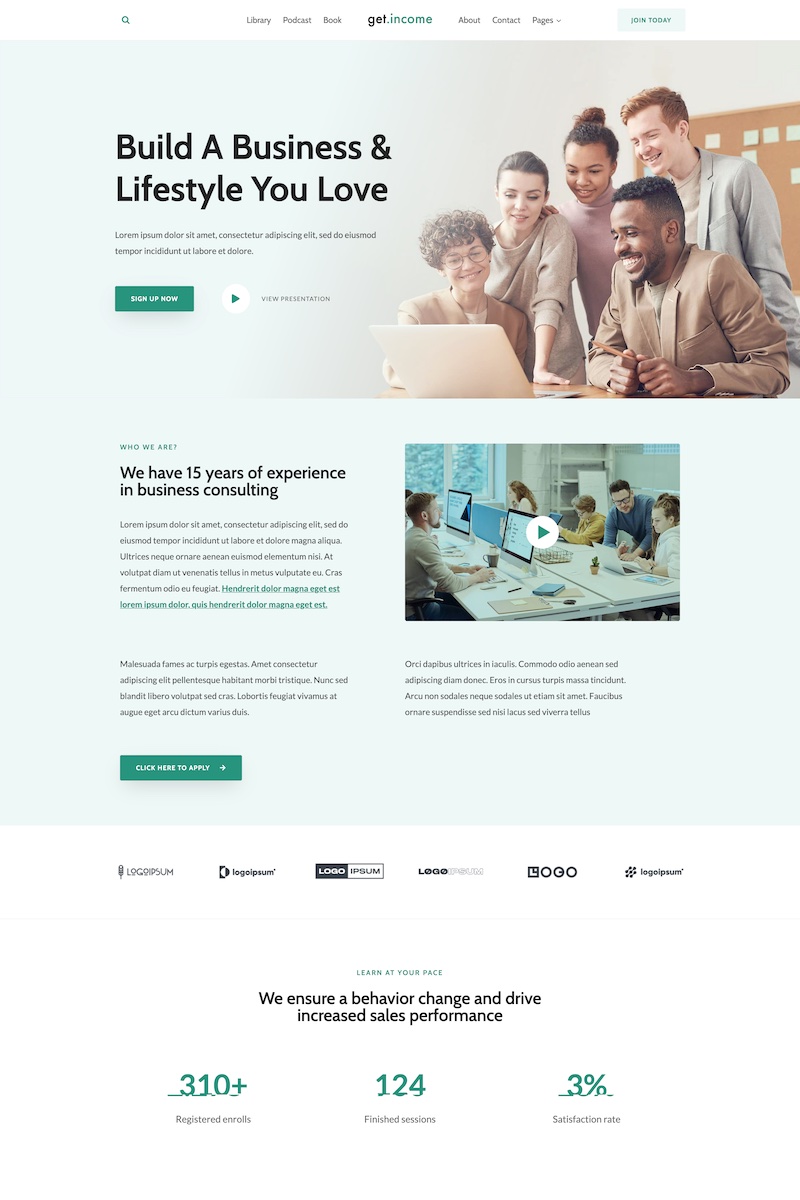 Library Podcast Book get.income About Contact Pages JOIN TODAY
Build A Business &
Lifestyle You Love
Lorem ipsum dolor sit amet, consectetur adipiscing elit, sed do eiusmod
tempor incididunt ut labore et dolore.
SIGN UP NOW VIEW PRESENTATION
WHO WE ARE?
We have 15 years of experience
in business consulting
Lorem ipsum dolor sit amet, consectetur adipiscing elit, sed do
eiusmod tempor incididunt ut labore et dolore magna aliqua.
Ultrices neque ornare aenean euismod elementum nisi. At
volutpat diam ut venenatis tellus in metus vulputate eu. Cras
fermentum odio eu feugiat. Hendrerit dolor magna eget est
lorem ipsum dolor, quis hendrerit dolor magna eget est.
Malesuada fames ac turpis egestas. Amet consectetur
adipiscing elit pellentesque habitant morbi tristique. Nunc sed
blandit libero volutpat sed cras. Lobortis feugiat vivamus at
augue eget arcu dictum varius duis.
Orci dapibus ultrices in iaculis. Commodo odio aenean sed
adipiscing diam donec. Eros in cursus turpis massa tincidunt.
Arcu non sodales neque sodales ut etiam sit amet. Faucibus
ornare suspendisse sed nisi lacus sed viverra tellus
CLICK HERE TO APPLY
LOGOIPSUM logoipsum LOGO IPSUM LOGOIPSUM LOGO logoipsum
LEARN AT YOUR PACE
We ensure a behavior change and drive
increased sales performance
310+ 124 3%
Registered enrolls Finished sessions Satisfaction rate